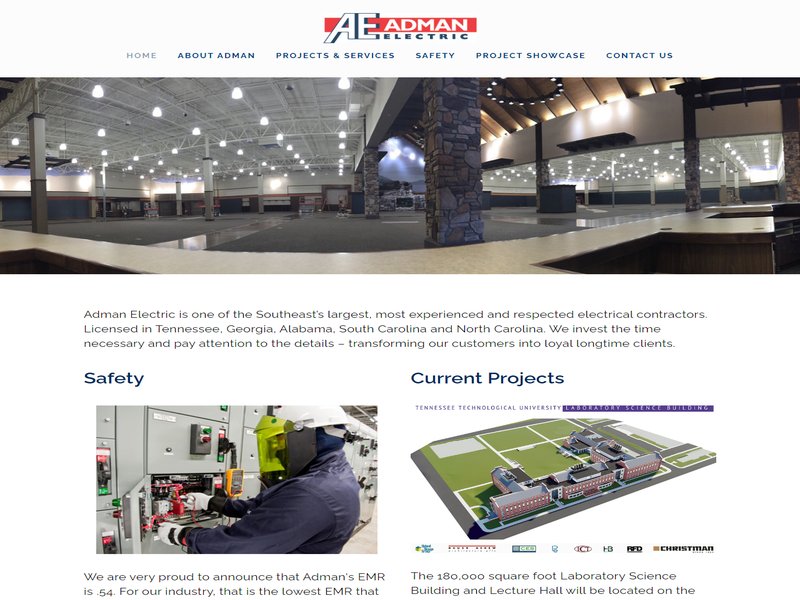 AE ADMAN
ELECTRIC
HOME ABOUT ADMAN PROJECTS & SERVICES SAFETY PROJECT SHOWCASE CONTACT US
Adman Electric is one of the Southeast's largest, most experienced and respected electrical contractors.
Licensed in Tennessee, Georgia, Alabama, South Carolina and North Carolina. We invest the time
necessary and pay attention to the details – transforming our customers into loyal longtime clients.
Safety
We are very proud to announce that Adman's EMR
is .54. For our industry, that is the lowest EMR that
Current Projects
TENNESSEE TECHNOLOGICAL UNIVERSITY LABORATORY SCIENCE BUILDING
ICT HB RFD CHRISTMAN
The 180,000 square foot Laboratory Science
Building and Lecture Hall will be located on the